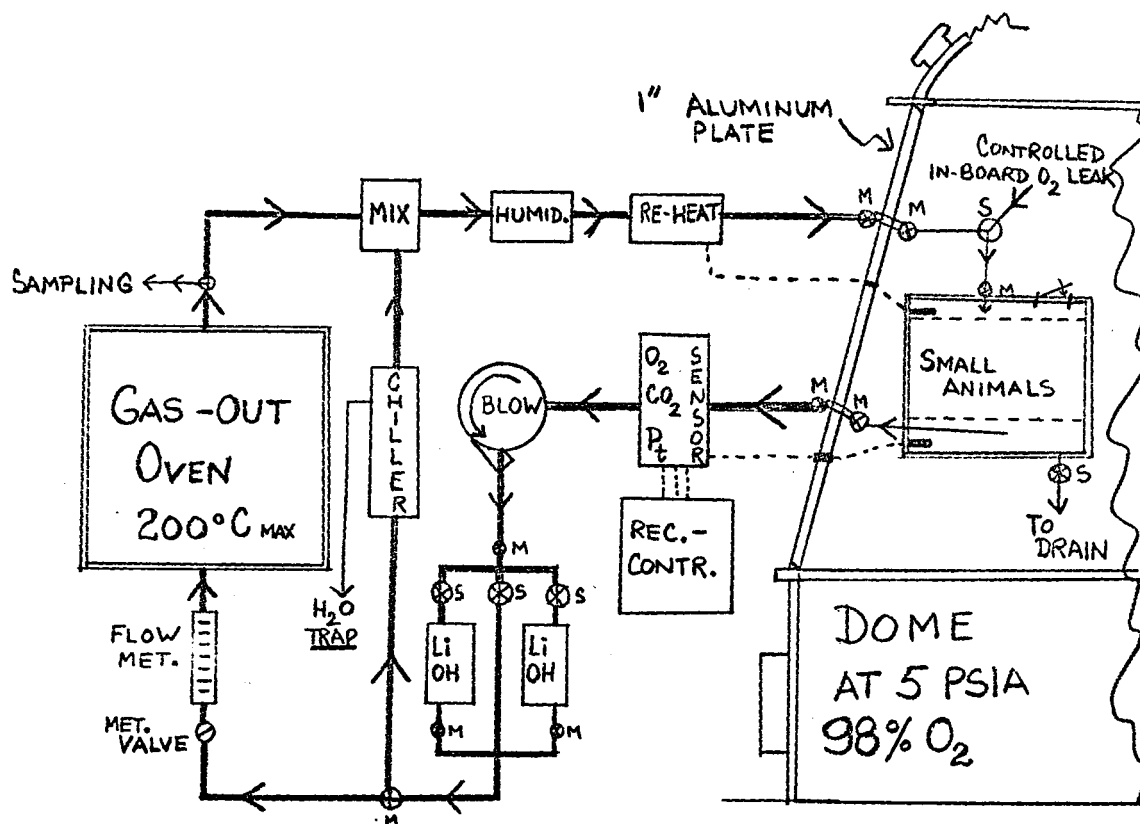 1" ALUMINUM
PLATE
CONTROLLED
IN-BOARD O₂ LEAK
MIX
HUMID.
RE-HEAT
M
M
S
SAMPLING
M
GAS-OUT
OVEN
200°C MAX
CHILLER
BLOW
O₂
CO₂
Pt
SENSOR
M
M
SMALL
ANIMALS
S
TO
DRAIN
REC.-
CONTR.
M
S
S
S
H₂O
TRAP
FLOW
MET.
Li
OH
Li
OH
MET.
VALVE
M
M
M
DOME
AT 5 PSIA
98% O₂